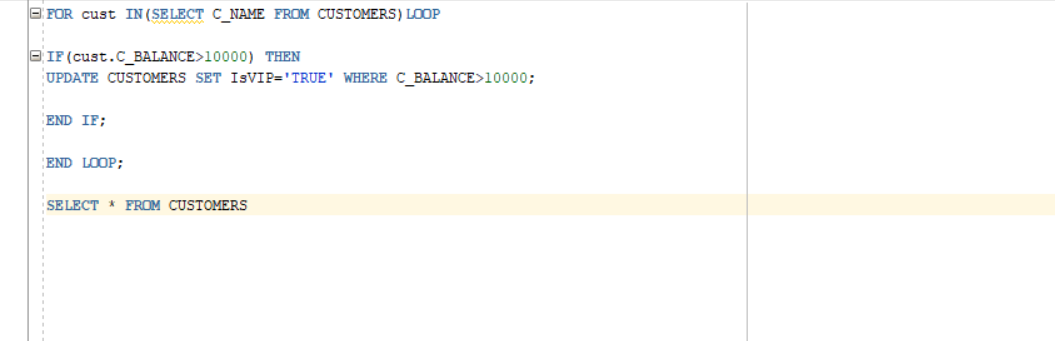 FOR cust IN(SELECT C_NAME FROM CUSTOMERS)LOOP
IF(cust.C_BALANCE>10000) THEN
UPDATE CUSTOMERS SET IsVIP='TRUE' WHERE C_BALANCE>10000;
END IF;
END LOOP;
SELECT * FROM CUSTOMERS